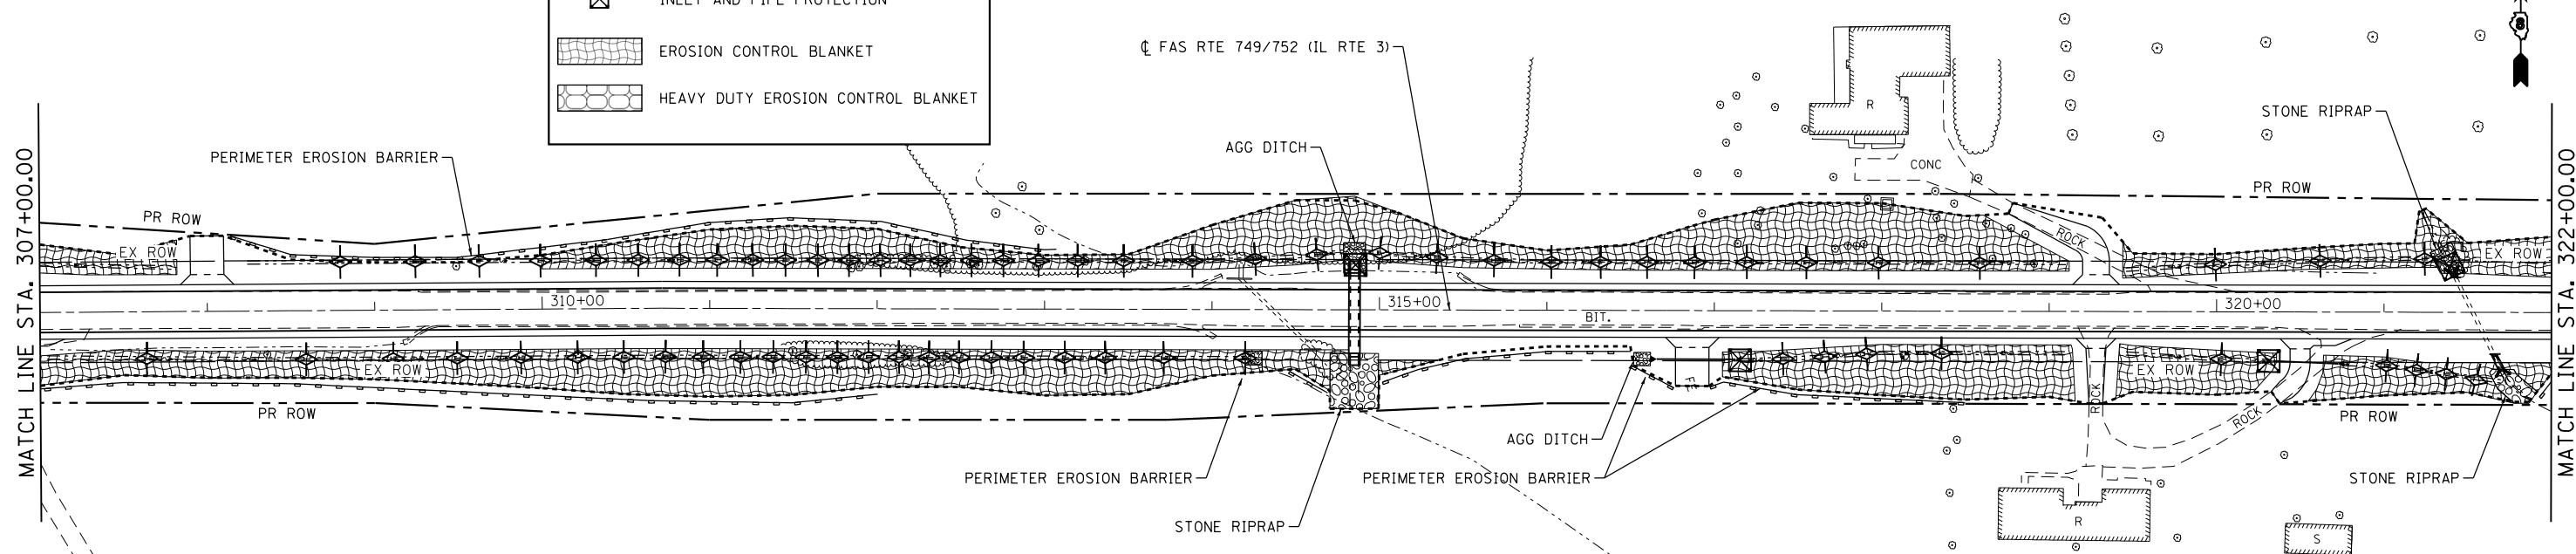 INLET AND PIPE PROTECTION
EROSION CONTROL BLANKET
HEAVY DUTY EROSION CONTROL BLANKET
℄ FAS RTE 749/752 (IL RTE 3)
R
STONE RIPRAP
AGG DITCH
PERIMETER EROSION BARRIER
CONC
MATCH LINE STA. 307+00.00
MATCH LINE STA. 322+00.00
PR ROW
PR ROW
EX ROW
ROCK
EX ROW
310+00
315+00
320+00
BIT.
EX ROW
EX ROW
PR ROW
ROCK
ROCK
PR ROW
AGG DITCH
PERIMETER EROSION BARRIER
PERIMETER EROSION BARRIER
STONE RIPRAP
STONE RIPRAP
R
S